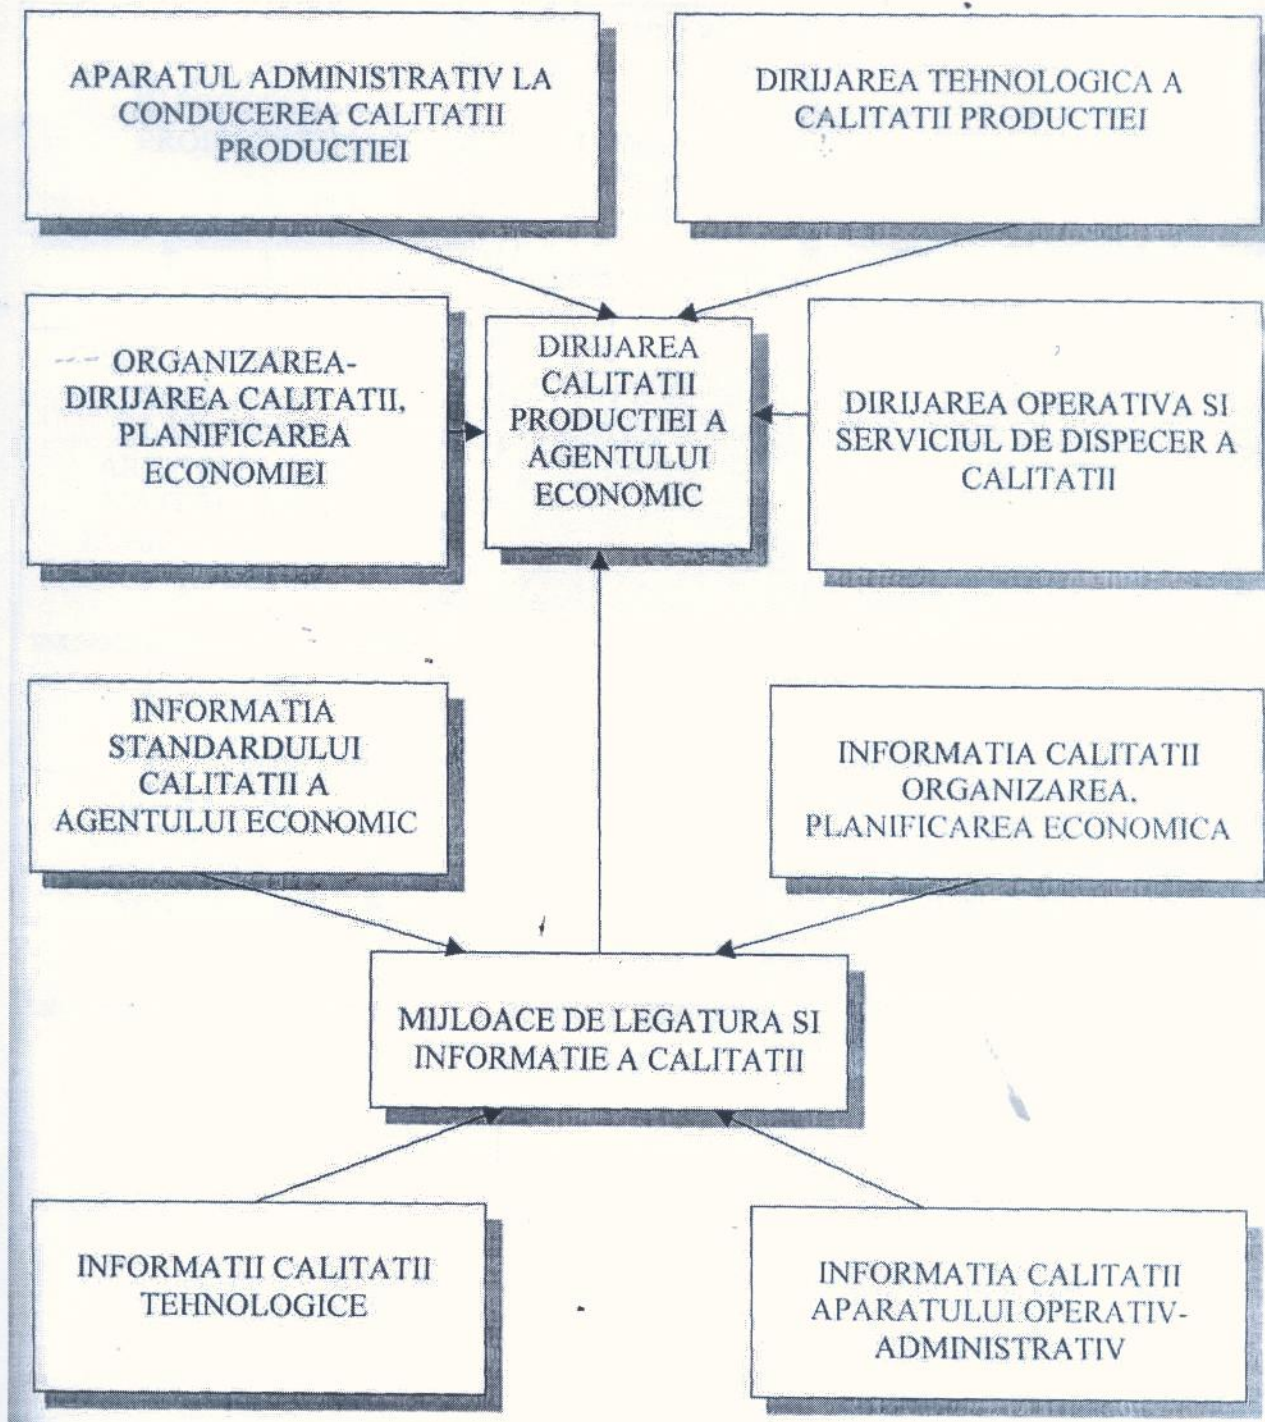 APARATUL ADMINISTRATIV LA
CONDUCEREA CALITATII
PRODUCTIEI
DIRIJAREA TEHNOLOGICA A
CALITATII PRODUCTIEI
ORGANIZAREA-
DIRIJAREA CALITATII,
PLANIFICAREA
ECONOMIEI
DIRIJAREA
CALITATII
PRODUCTIEI A
AGENTULUI
ECONOMIC
DIRIJAREA OPERATIVA SI
SERVICIUL DE DISPECER A
CALITATII
INFORMATIA
STANDARDULUI
CALITATII A
AGENTULUI ECONOMIC
INFORMATIA CALITATII
ORGANIZAREA,
PLANIFICAREA ECONOMICA
MIJLOACE DE LEGATURA SI
INFORMATIE A CALITATII
INFORMATII CALITATII
TEHNOLOGICE
INFORMATIA CALITATII
APARATULUI OPERATIV-
ADMINISTRATIV